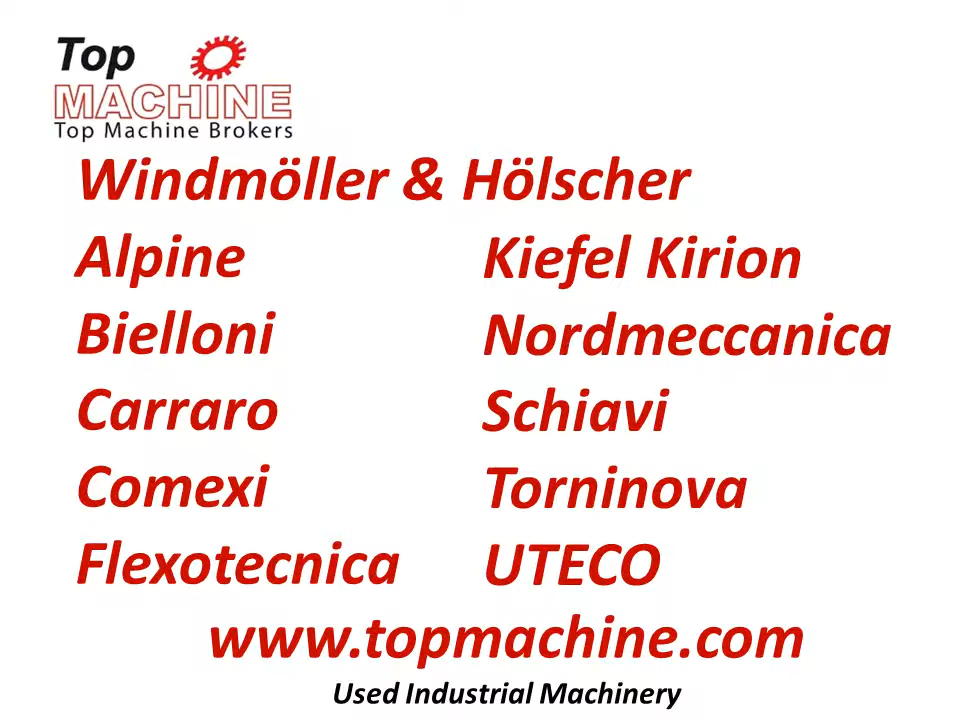 Top
MACHINE
Top Machine Brokers
Windmöller & Hölscher
Alpine
Kiefel Kirion
Bielloni
Nordmeccanica
Carraro
Schiavi
Comexi
Torninova
Flexotecnica
UTECO
www.topmachine.com
Used Industrial Machinery